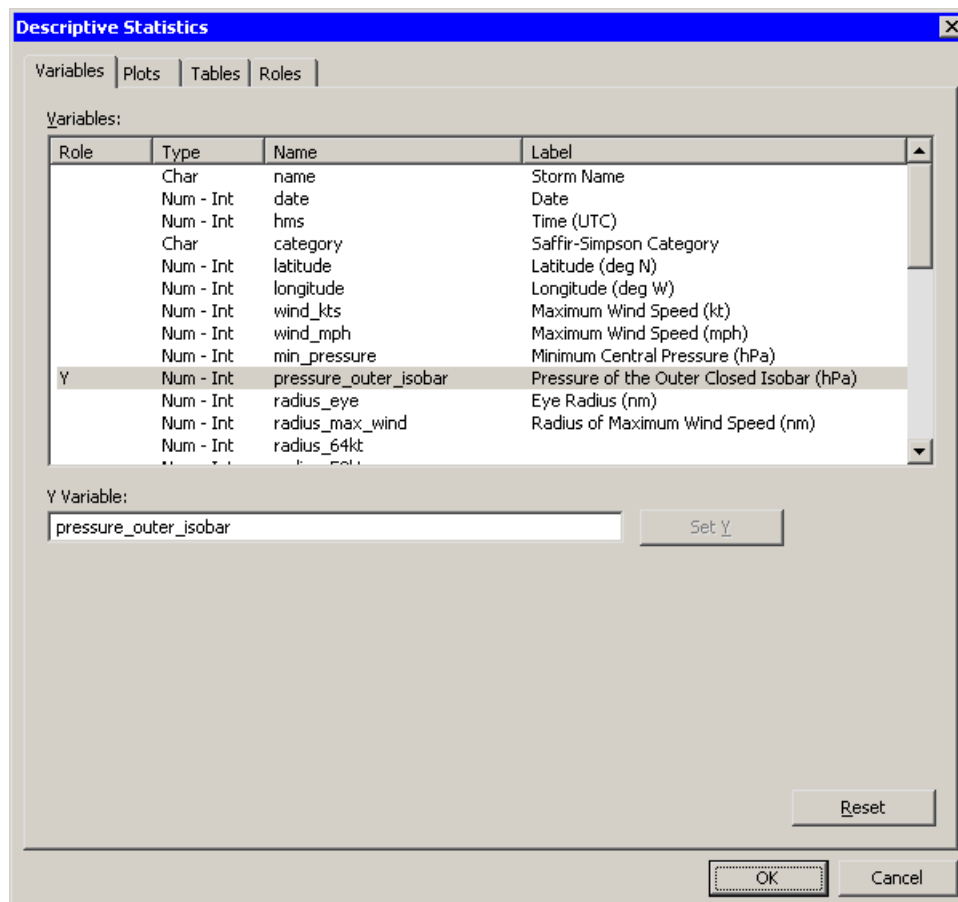 Descriptive Statistics
Variables Plots Tables Roles
Variables:
Role Type Name Label
Char name Storm Name
Num - Int date Date
Num - Int hms Time (UTC)
Char category Saffir-Simpson Category
Num - Int latitude Latitude (deg N)
Num - Int longitude Longitude (deg W)
Num - Int wind_kts Maximum Wind Speed (kt)
Num - Int wind_mph Maximum Wind Speed (mph)
Num - Int min_pressure Minimum Central Pressure (hPa)
Y Num - Int pressure_outer_isobar Pressure of the Outer Closed Isobar (hPa)
Num - Int radius_eye Eye Radius (nm)
Num - Int radius_max_wind Radius of Maximum Wind Speed (nm)
Num - Int radius_64kt
Y Variable:
pressure_outer_isobar Set Y
Reset
OK Cancel